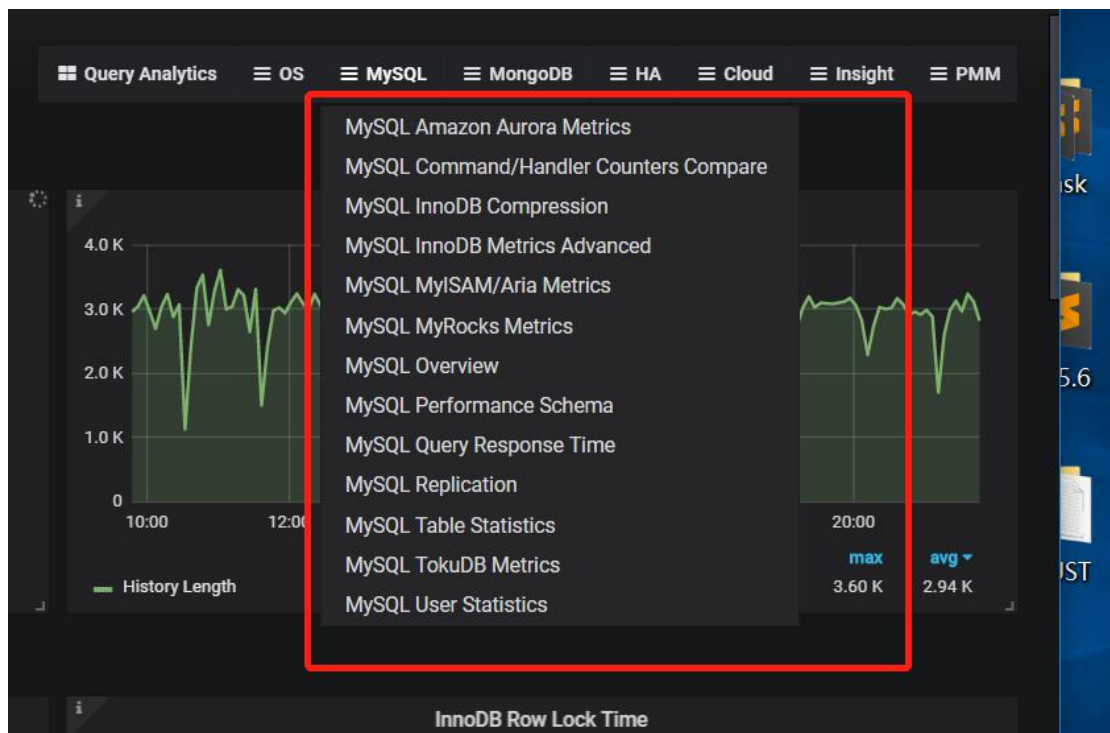 Query Analytics OS MySQL MongoDB HA Cloud Insight PMM
MySQL Amazon Aurora Metrics
MySQL Command/Handler Counters Compare
MySQL InnoDB Compression
MySQL InnoDB Metrics Advanced
MySQL MyISAM/Aria Metrics
MySQL MyRocks Metrics
MySQL Overview
MySQL Performance Schema
MySQL Query Response Time
MySQL Replication
MySQL Table Statistics
MySQL TokuDB Metrics
MySQL User Statistics
4.0 K
3.0 K
2.0 K
1.0 K
0
10:00 12:00 20:00
max avg
History Length 3.60 K 2.94 K
InnoDB Row Lock Time
5.6